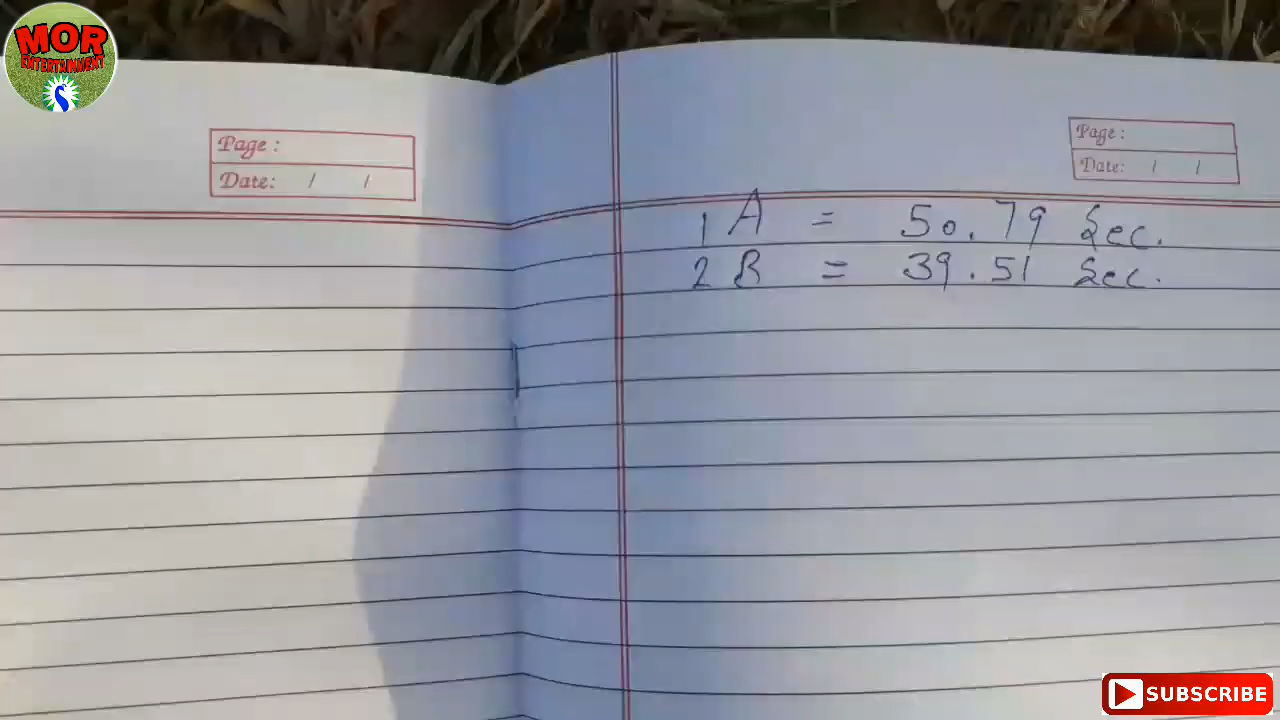 MOR
ENTERTAINMENT
Page :
Date: / /
Page :
Date: / /
1 A = 50.79 Sec.
2 B = 39.51 Sec.
SUBSCRIBE